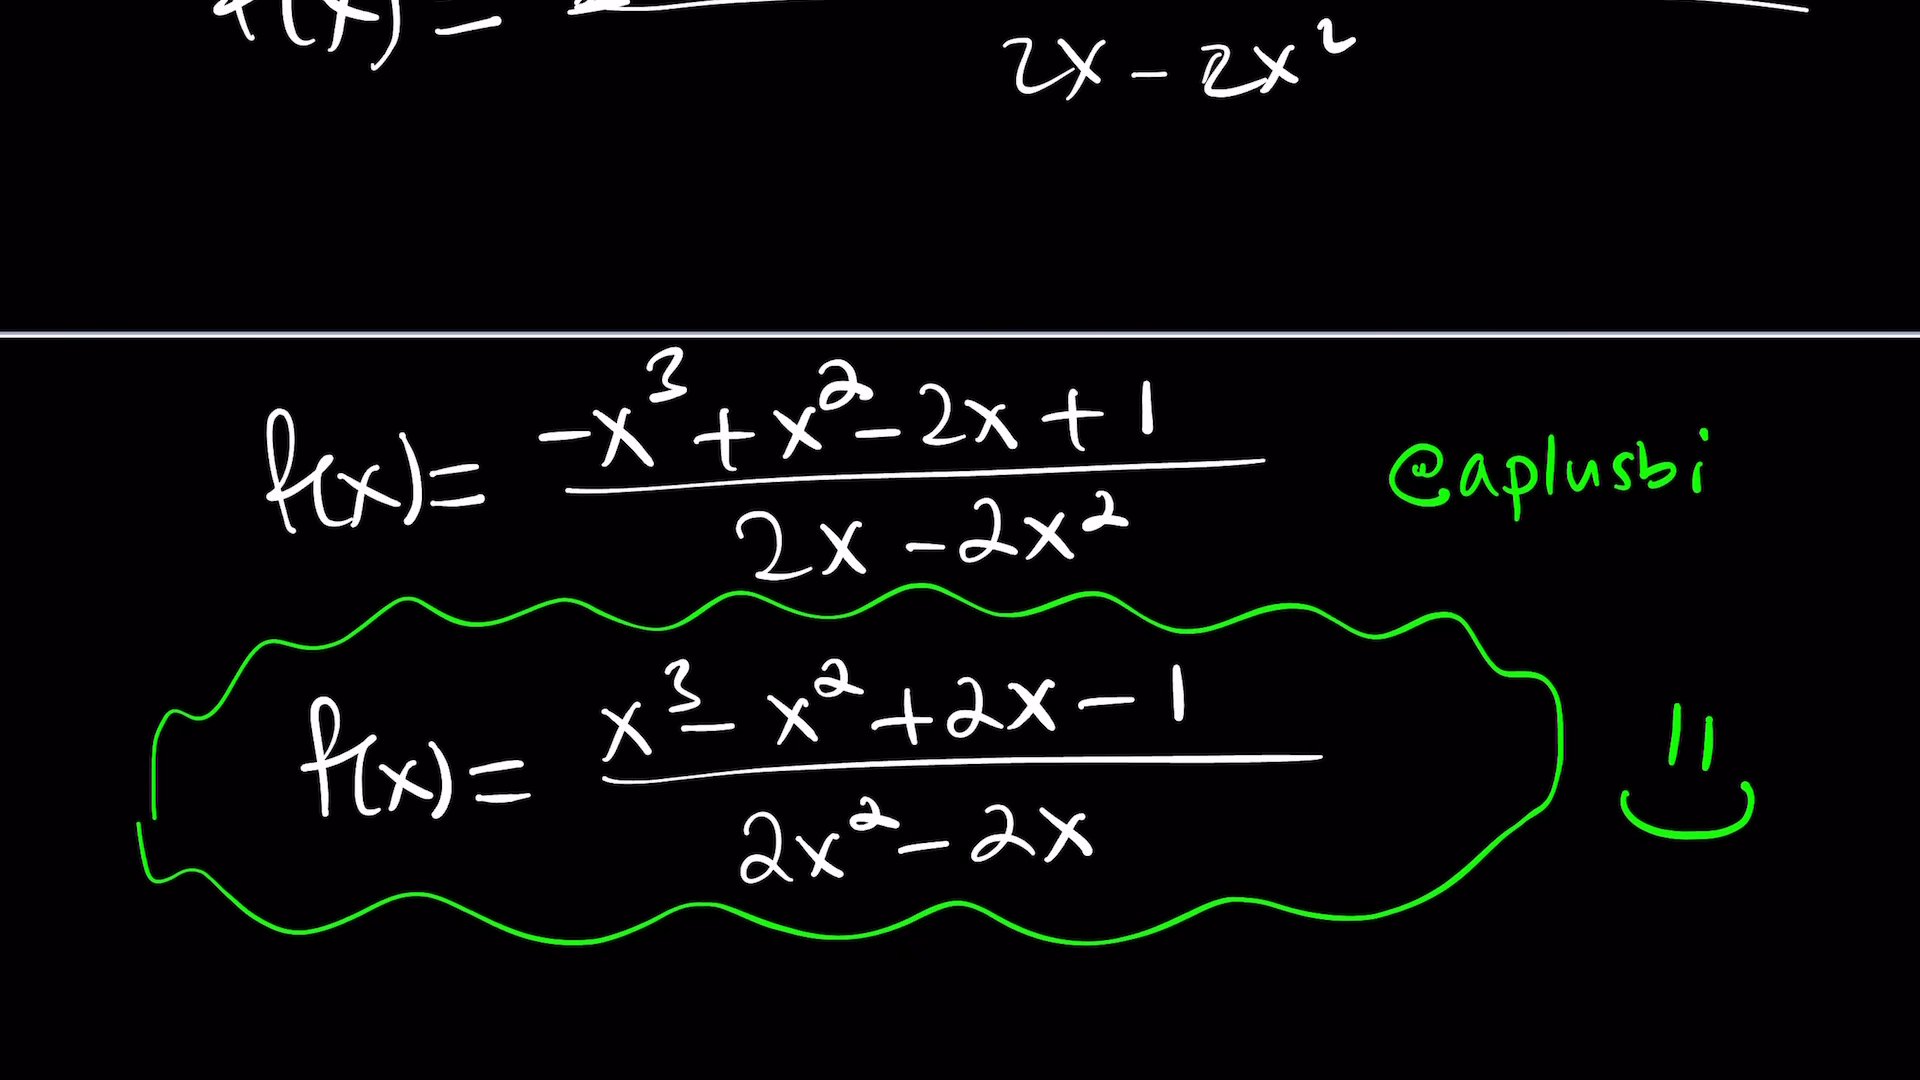 f(x) =
2x - 2x²
f(x) = (-x³ + x² - 2x + 1)/(2x - 2x²)
@aplusbi
f(x) = (x³ - x² + 2x - 1)/(2x² - 2x)